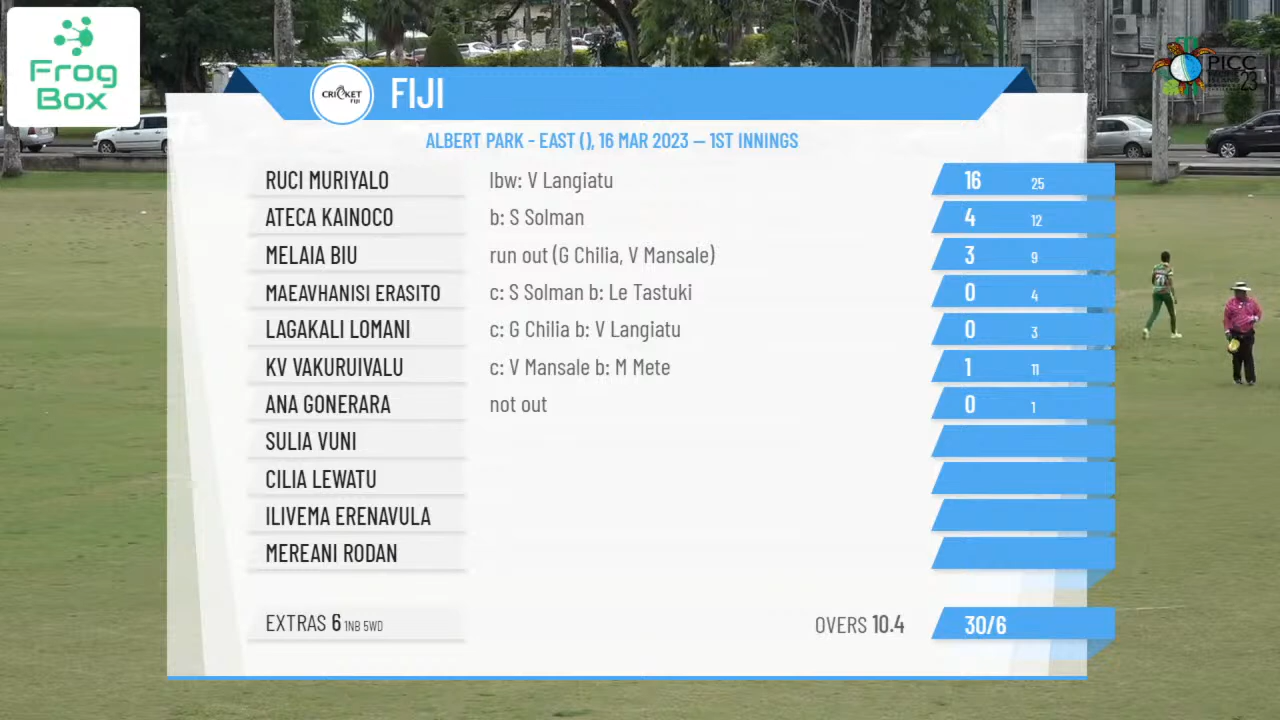 Frog
Box
PICC
23
CRICKET
FIJI
FIJI
ALBERT PARK - EAST (), 16 MAR 2023 — 1ST INNINGS
RUCI MURIYALO lbw: V Langiatu 16 25
ATECA KAINOCO b: S Solman 4 12
MELAIA BIU run out (G Chilia, V Mansale) 3 9
MAEAVHANISI ERASITO c: S Solman b: Le Tastuki 0 4
LAGAKALI LOMANI c: G Chilia b: V Langiatu 0 3
KV VAKURUIVALU c: V Mansale b: M Mete 1 11
ANA GONERARA not out 0 1
SULIA VUNI
CILIA LEWATU
ILIVEMA ERENAVULA
MEREANI RODAN
EXTRAS 6 1NB 5WD OVERS 10.4 30/6